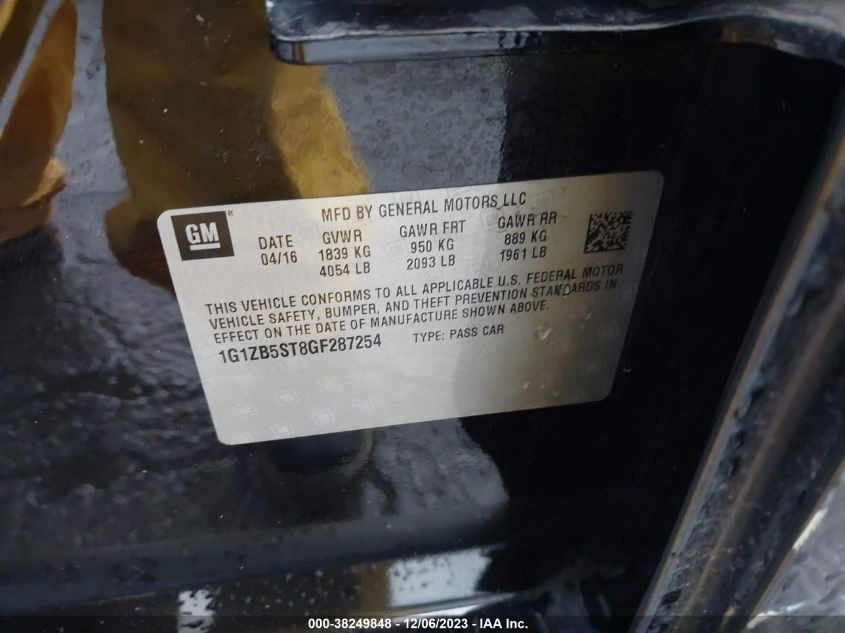 GM ®
MFD BY GENERAL MOTORS LLC
DATE GVWR GAWR FRT GAWR RR
04/16 1839 KG 950 KG 889 KG
4054 LB 2093 LB 1961 LB
THIS VEHICLE CONFORMS TO ALL APPLICABLE U.S. FEDERAL MOTOR
VEHICLE SAFETY, BUMPER, AND THEFT PREVENTION STANDARDS IN
EFFECT ON THE DATE OF MANUFACTURE SHOWN ABOVE.
1G1ZB5ST8GF287254 TYPE: PASS CAR
000-38249848 - 12/06/2023 - IAA Inc.